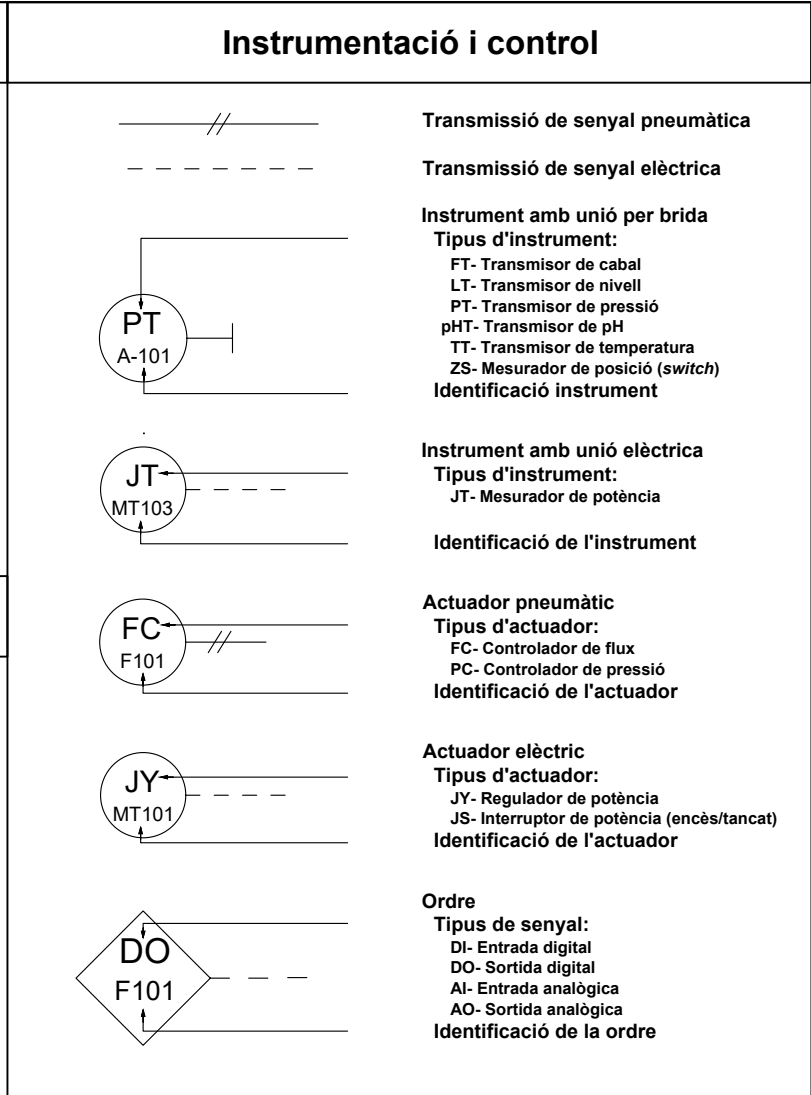 Instrumentació i control
Transmissió de senyal pneumàtica
Transmissió de senyal elèctrica
Instrument amb unió per brida
Tipus d'instrument:
FT- Transmisor de cabal
LT- Transmisor de nivell
PT- Transmisor de pressió
pHT- Transmisor de pH
TT- Transmisor de temperatura
ZS- Mesurador de posició (switch)
Identificació instrument
PT
A-101
Instrument amb unió elèctrica
Tipus d'instrument:
JT- Mesurador de potència
Identificació de l'instrument
JT
MT103
Actuador pneumàtic
Tipus d'actuador:
FC- Controlador de flux
PC- Controlador de pressió
Identificació de l'actuador
FC
F101
Actuador elèctric
Tipus d'actuador:
JY- Regulador de potència
JS- Interruptor de potència (encès/tancat)
Identificació de l'actuador
JY
MT101
Ordre
Tipus de senyal:
DI- Entrada digital
DO- Sortida digital
AI- Entrada analògica
AO- Sortida analògica
Identificació de la ordre
DO
F101